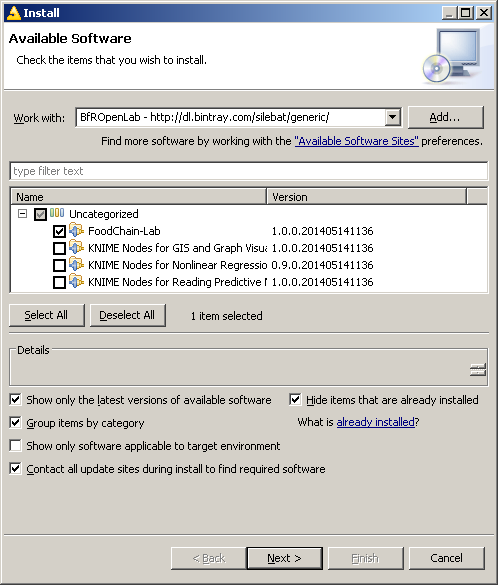 Install
Available Software
Check the items that you wish to install.
Work with: BfROpenLab - http://dl.bintray.com/silebat/generic/ Add...
Find more software by working with the "Available Software Sites" preferences.
type filter text
Name Version
Uncategorized
FoodChain-Lab 1.0.0.201405141136
KNIME Nodes for GIS and Graph Visua 1.0.0.201405141136
KNIME Nodes for Nonlinear Regressio 0.9.0.201405141136
KNIME Nodes for Reading Predictive 1.0.0.201405141136
Select All Deselect All 1 item selected
Details
Show only the latest versions of available software Hide items that are already installed
Group items by category What is already installed?
Show only software applicable to target environment
Contact all update sites during install to find required software
< Back Next > Finish Cancel